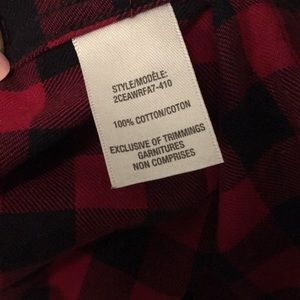 STYLE/MODÈLE:
2CEAWRFA7-410
100% COTTON/COTON
EXCLUSIVE OF TRIMMINGS
GARNITURES
NON COMPRISES